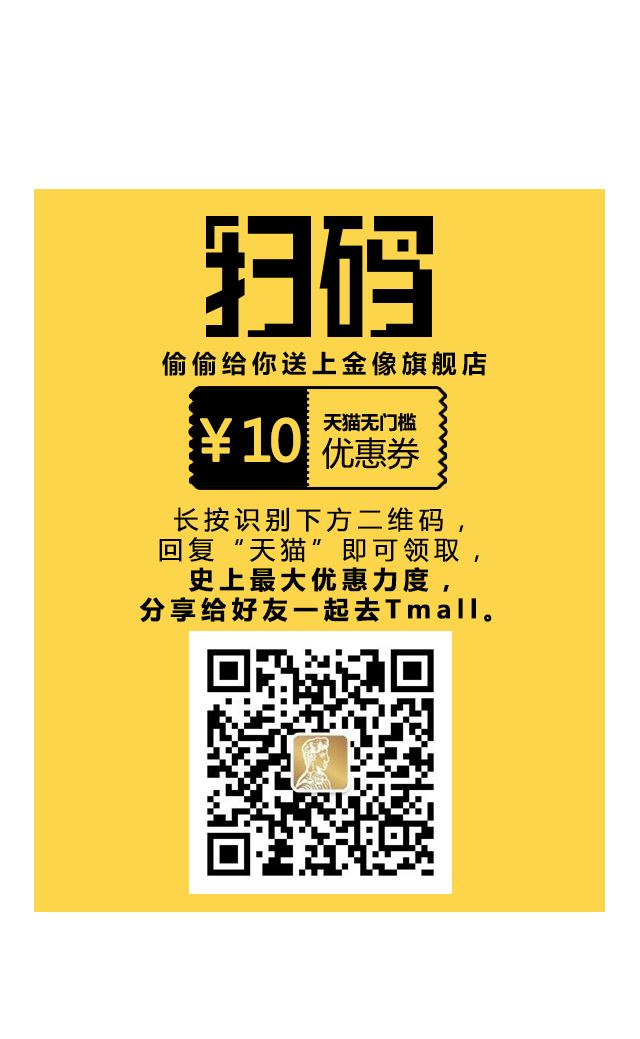 扫码
偷偷给你送上金像旗舰店
¥10
天猫无门槛
优惠券
长按识别下方二维码，
回复“天猫”即可领取，
史上最大优惠力度，
分享给好友一起去Tmall。